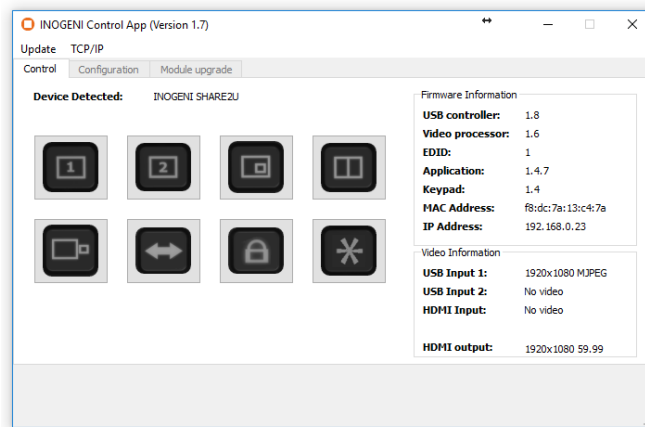 INOGENI Control App (Version 1.7)
Update TCP/IP
Control Configuration Module upgrade
Device Detected: INOGENI SHARE2U
1
2
Firmware Information
USB controller: 1.8
Video processor: 1.6
EDID: 1
Application: 1.4.7
Keypad: 1.4
MAC Address: f8:dc:7a:13:c4:7a
IP Address: 192.168.0.23
Video Information
USB Input 1: 1920x1080 MJPEG
USB Input 2: No video
HDMI Input: No video
HDMI output: 1920x1080 59.99